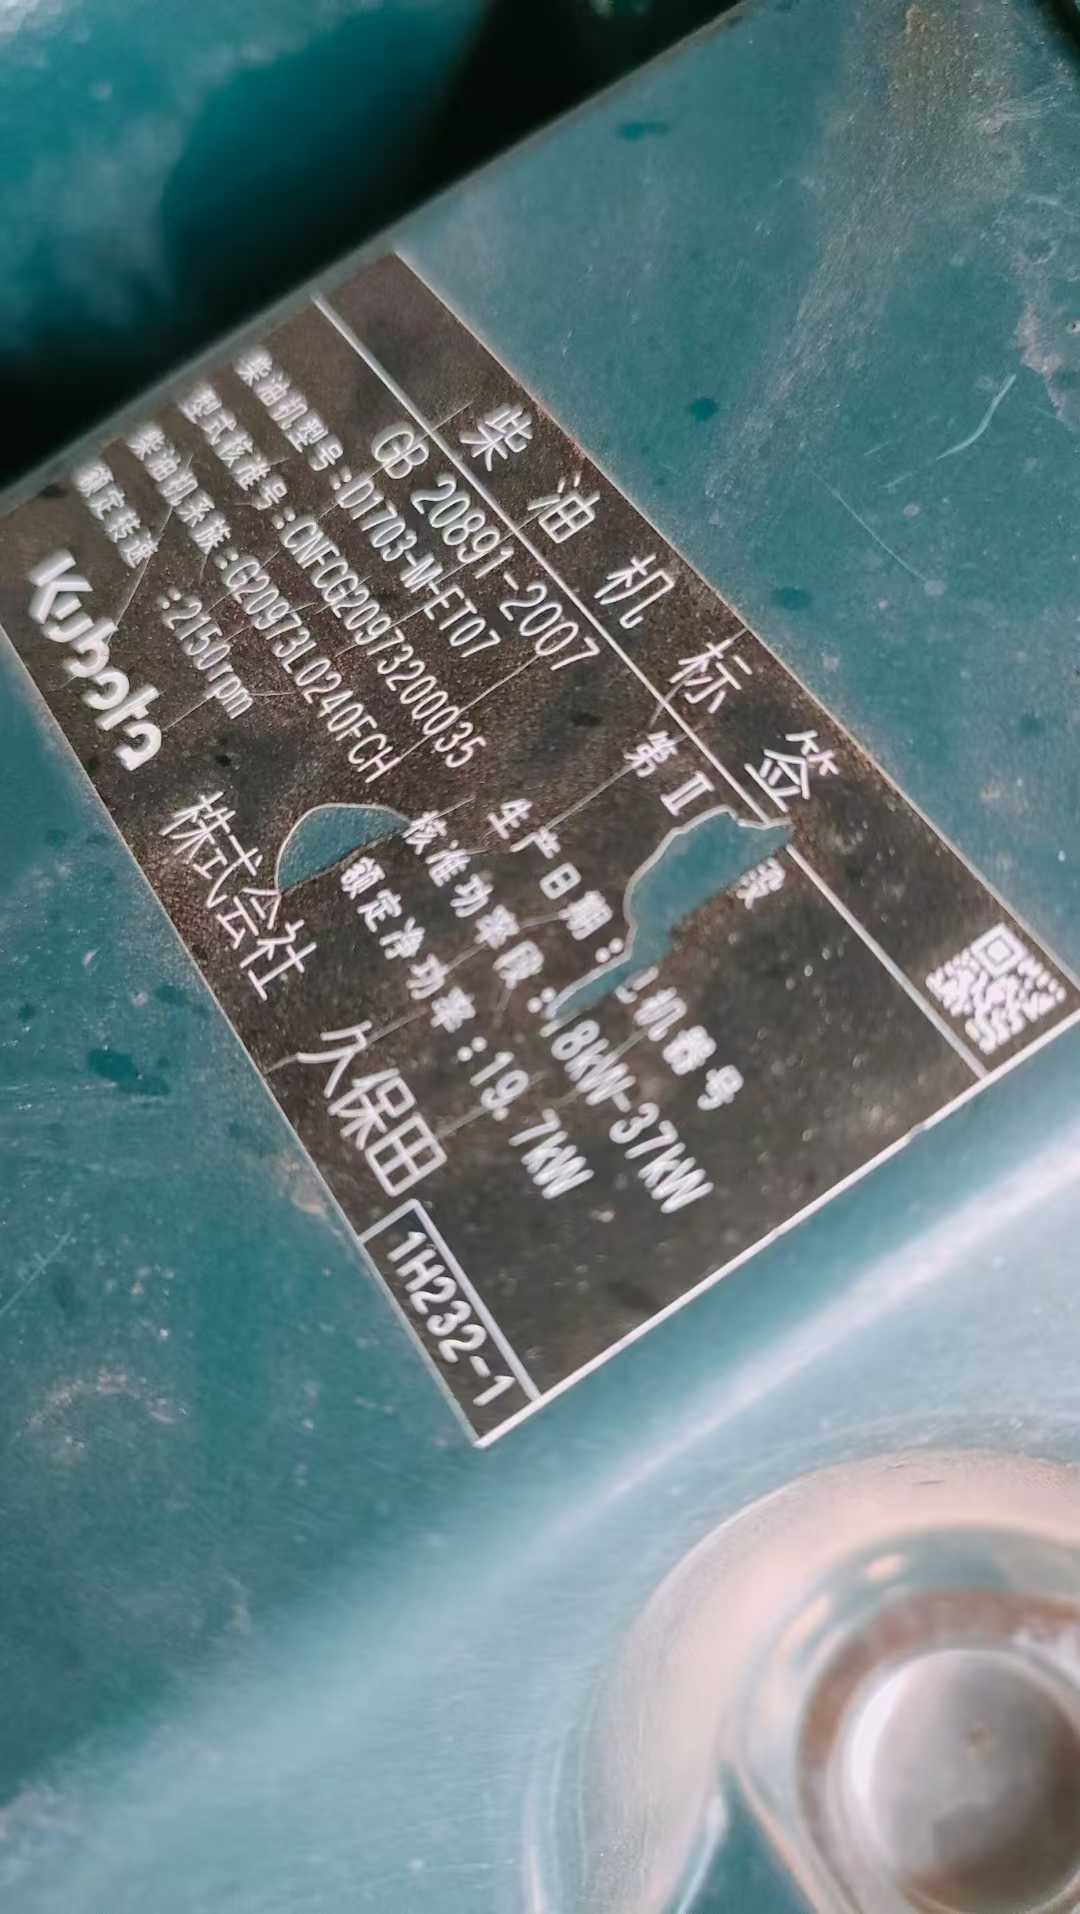 柴油机标签
GB 20891-2007 第Ⅱ 段
柴油机型号:D1703-M-ET07
型式核准号:CNFCG20973200035 生产日期: 机器号
柴油机系族:G20973L0240FCH 核准功率段:18kW-37kW
额定转速 :2150rpm 额定净功率:19.7kW
Kubota 株式会社 久保田 1H232-1